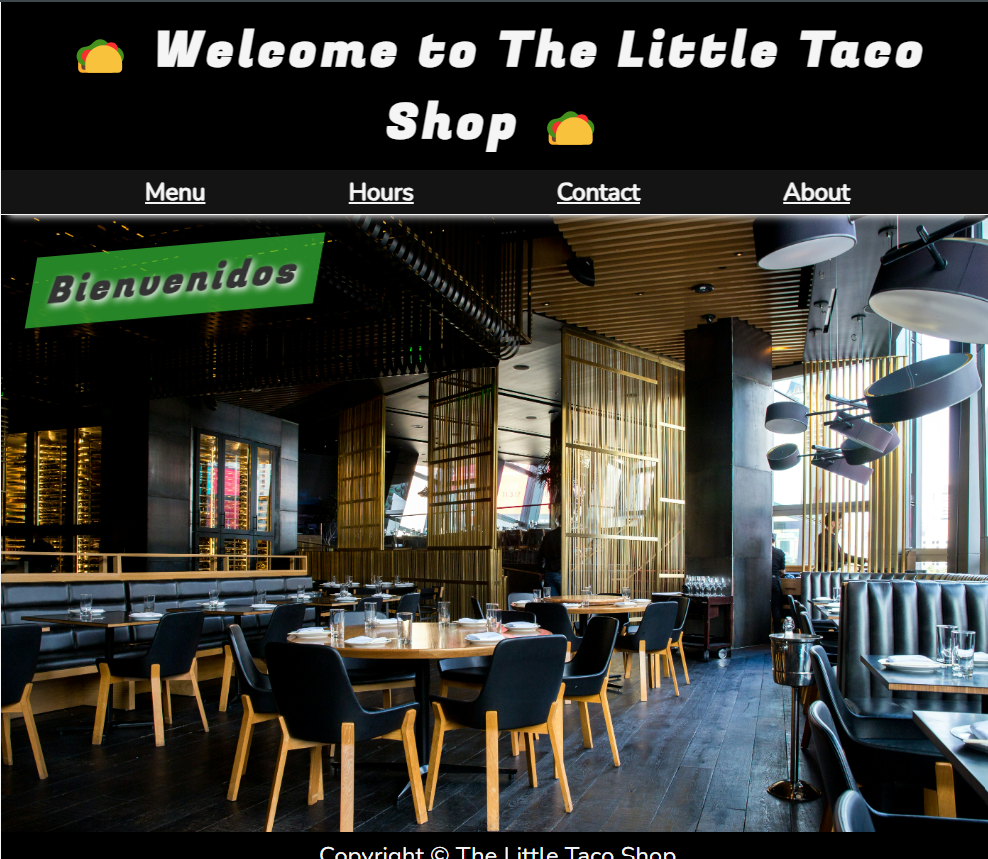 🌮 Welcome to The Little Taco
Shop 🌮
Menu Hours Contact About
Bienvenidos
Copyright © The Little Taco Shop